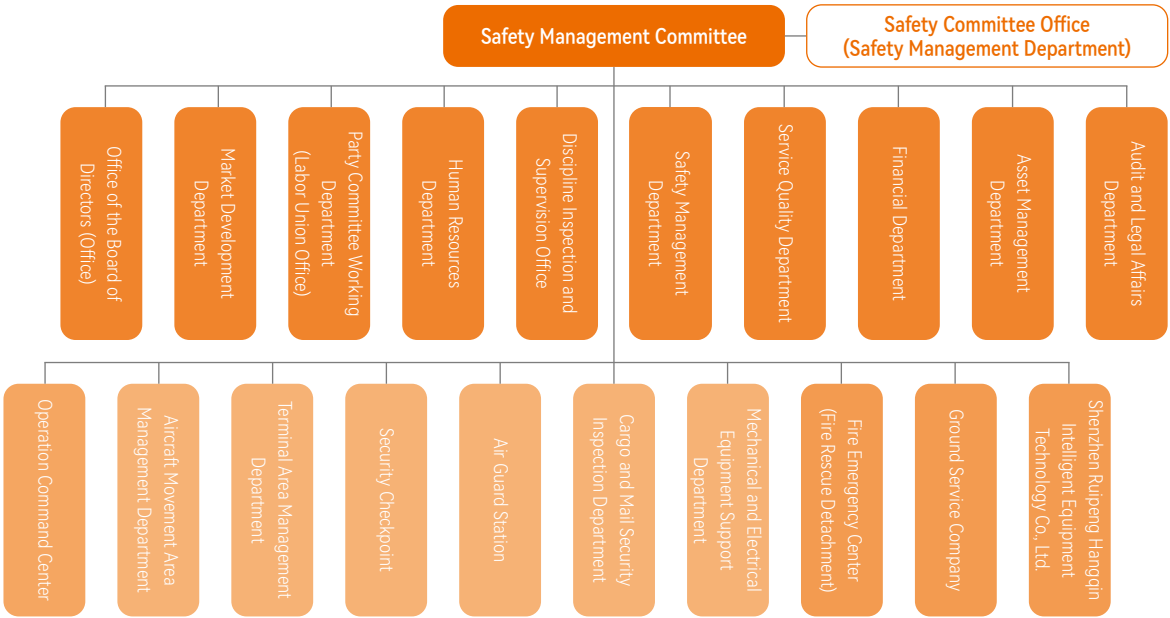 Safety Management Committee
Safety Committee Office
(Safety Management Department)
Office of the Board of
Directors (Office)
Market Development
Department
Party Committee Working
Department
(Labor Union Office)
Human Resources
Department
Discipline Inspection and
Supervision Office
Safety Management
Department
Service Quality Department
Financial Department
Asset Management
Department
Audit and Legal Affairs
Department
Operation Command Center
Aircraft Movement Area
Management Department
Terminal Area Management
Department
Security Checkpoint
Air Guard Station
Cargo and Mail Security
Inspection Department
Mechanical and Electrical
Equipment Support
Department
Fire Emergency Center
(Fire Rescue Detachment)
Ground Service Company
Shenzhen Ruipeng Hangqin
Intelligent Equipment
Technology Co., Ltd.